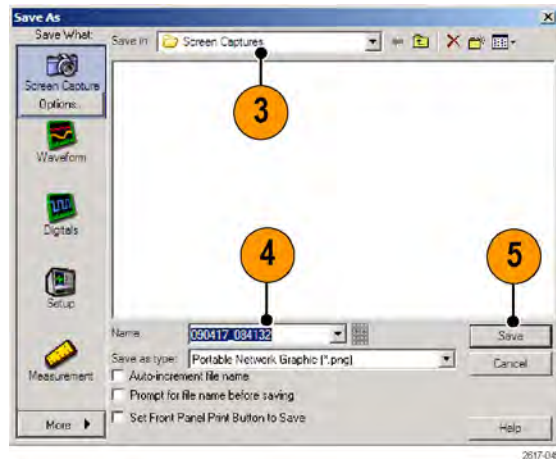 Save As
Save What:
Save in:
Screen Captures
3
Screen Capture
Options...
Waveform
Digitals
Setup
Measurement
More
4
5
Name:
090417_084132
Save
Save as type:
Portable Network Graphic (*.png)
Cancel
Auto-increment file name
Prompt for file name before saving
Set Front Panel Print Button to Save
Help